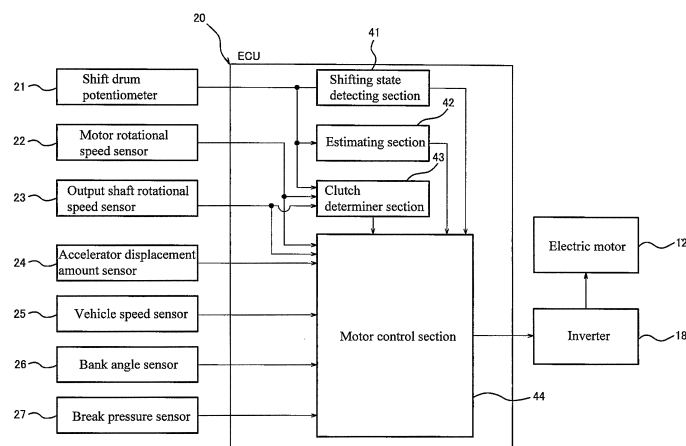 20
41
ECU
21
Shift drum
potentiometer
Shifting state
detecting section
42
22
Motor rotational
speed sensor
Estimating section
43
23
Output shaft rotational
speed sensor
Clutch
determiner section
24
Accelerator displacement
amount sensor
Electric motor
12
25
Vehicle speed sensor
Motor control section
Inverter
18
26
Bank angle sensor
44
27
Break pressure sensor